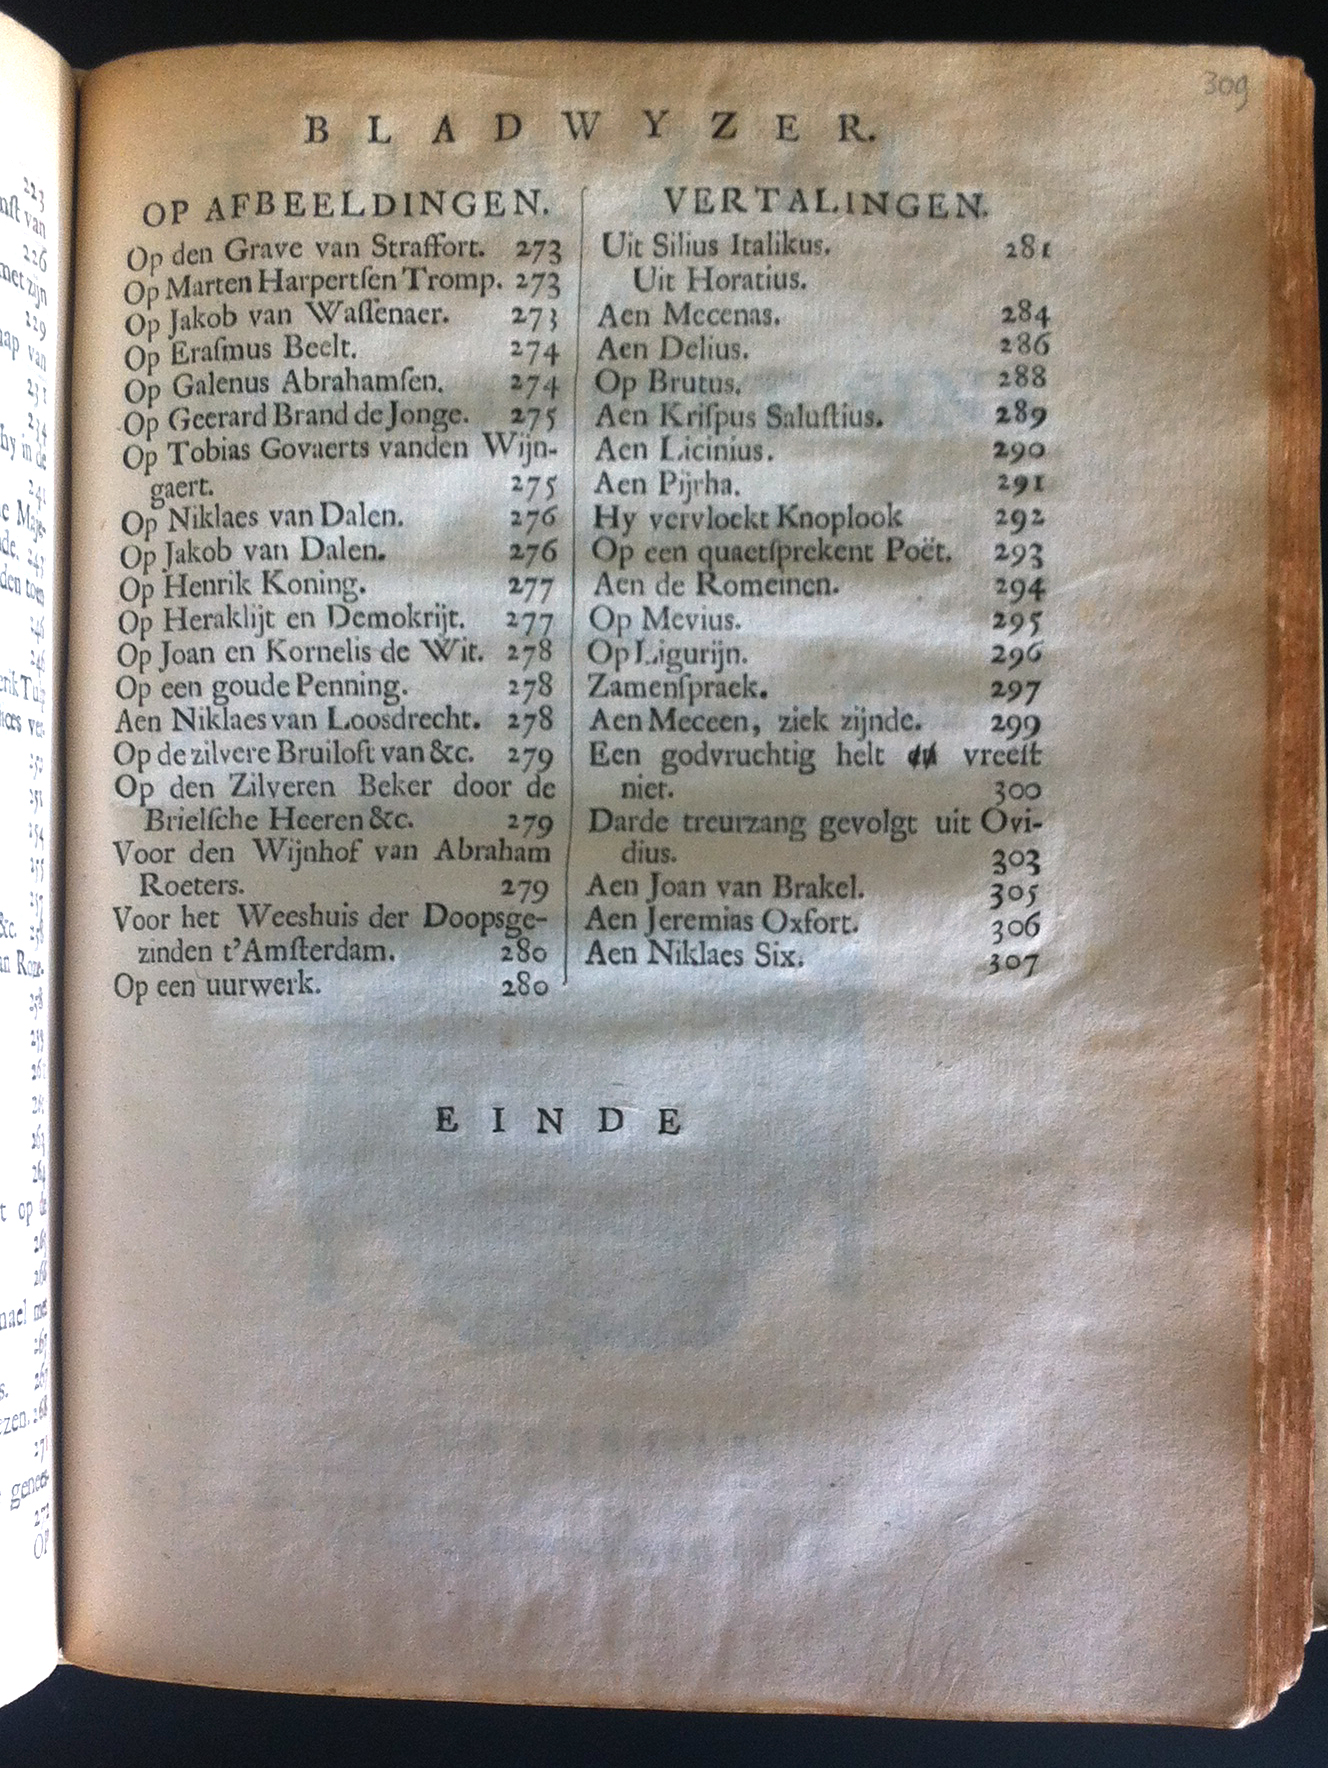 309
BLADWYZER.
OP AFBEELDINGEN.
Op den Grave van Straffort. 273
Op Marten Harpertſen Tromp. 273
Op Jakob van Waſſenaer. 273
Op Eraſmus Beelt. 274
Op Galenus Abrahamſen. 274
Op Geerard Brand de Jonge. 275
Op Tobias Govaerts vanden Wijn-
gaert. 275
Op Niklaes van Dalen. 276
Op Jakob van Dalen. 276
Op Henrik Koning. 277
Op Heraklijt en Demokrijt. 277
Op Joan en Kornelis de Wit. 278
Op een goude Penning. 278
Aen Niklaes van Loosdrecht. 278
Op de zilvere Bruiloft van &c. 279
Op den Zilveren Beker door de
Brielſche Heeren &c. 279
Voor den Wijnhof van Abraham
Roeters. 279
Voor het Weeshuis der Doopsge-
zinden t'Amſterdam. 280
Op een uurwerk. 280
VERTALINGEN.
Uit Silius Italikus. 281
Uit Horatius.
Aen Mecenas. 284
Aen Delius. 286
Op Brutus. 288
Aen Kriſpus Saluſtius. 289
Aen Licinius. 290
Aen Pijrha. 291
Hy vervloekt Knoplook 292
Op een quaetſprekent Poët. 293
Aen de Romeinen. 294
Op Mevius. 295
Op Ligurijn. 296
Zamenſpraek. 297
Aen Meceen, ziek zijnde. 299
Een godvruchtig helt vreeſt
niet. 300
Darde treurzang gevolgt uit Ovi-
dius. 303
Aen Joan van Brakel. 305
Aen Jeremias Oxfort. 306
Aen Niklaes Six. 307
EINDE